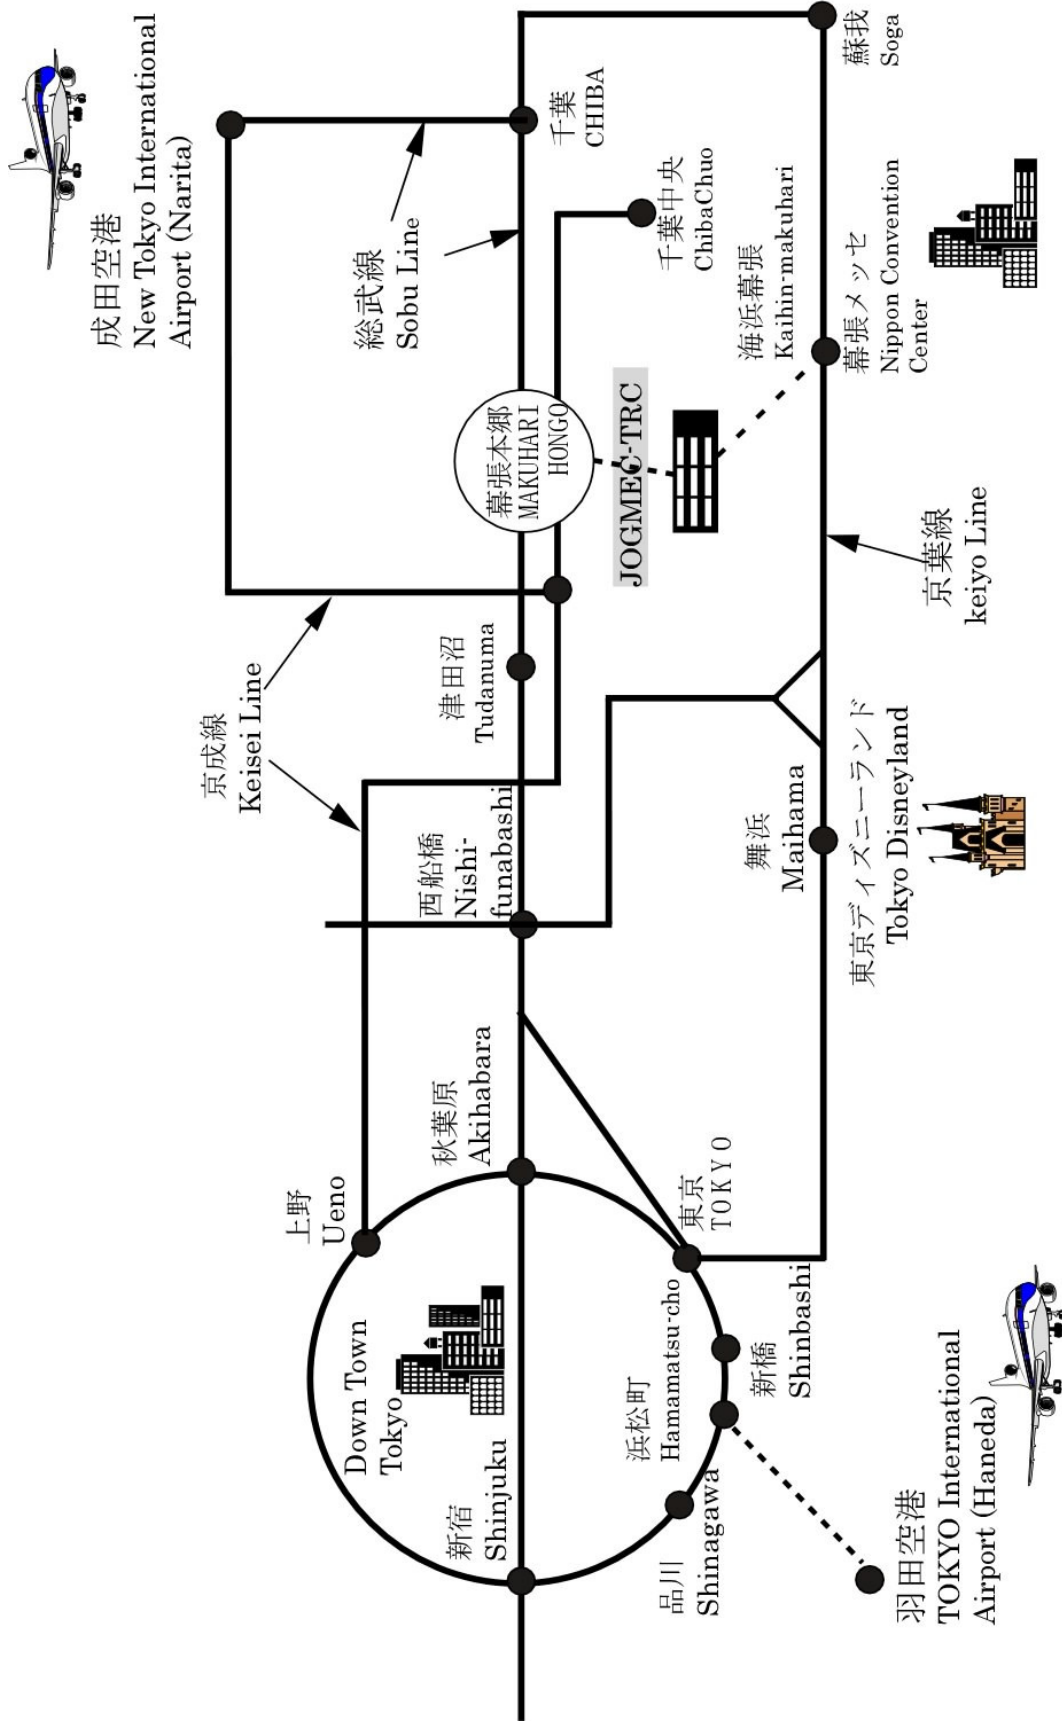 成田空港
New Tokyo International
Airport (Narita)
京成線
Keisei Line
総武線
Sobu Line
上野
Ueno
Down Town
Tokyo
新宿
Shinjuku
秋葉原
Akihabara
西船橋
Nishi-
funabashi
津田沼
Tudanuma
幕張本郷
MAKUHARI
HONGO
千葉
CHIBA
千葉中央
ChibaChuo
JOGMEC-TRC
品川
Shinagawa
浜松町
Hamamatsu-cho
新橋
Shinbashi
東京
TOKYO
舞浜
Maihama
東京ディズニーランド
Tokyo Disneyland
海浜幕張
Kaihin-makuhari
幕張メッセ
Nippon Convention
Center
蘇我
Soga
京葉線
keiyo Line
羽田空港
TOKYO International
Airport (Haneda)